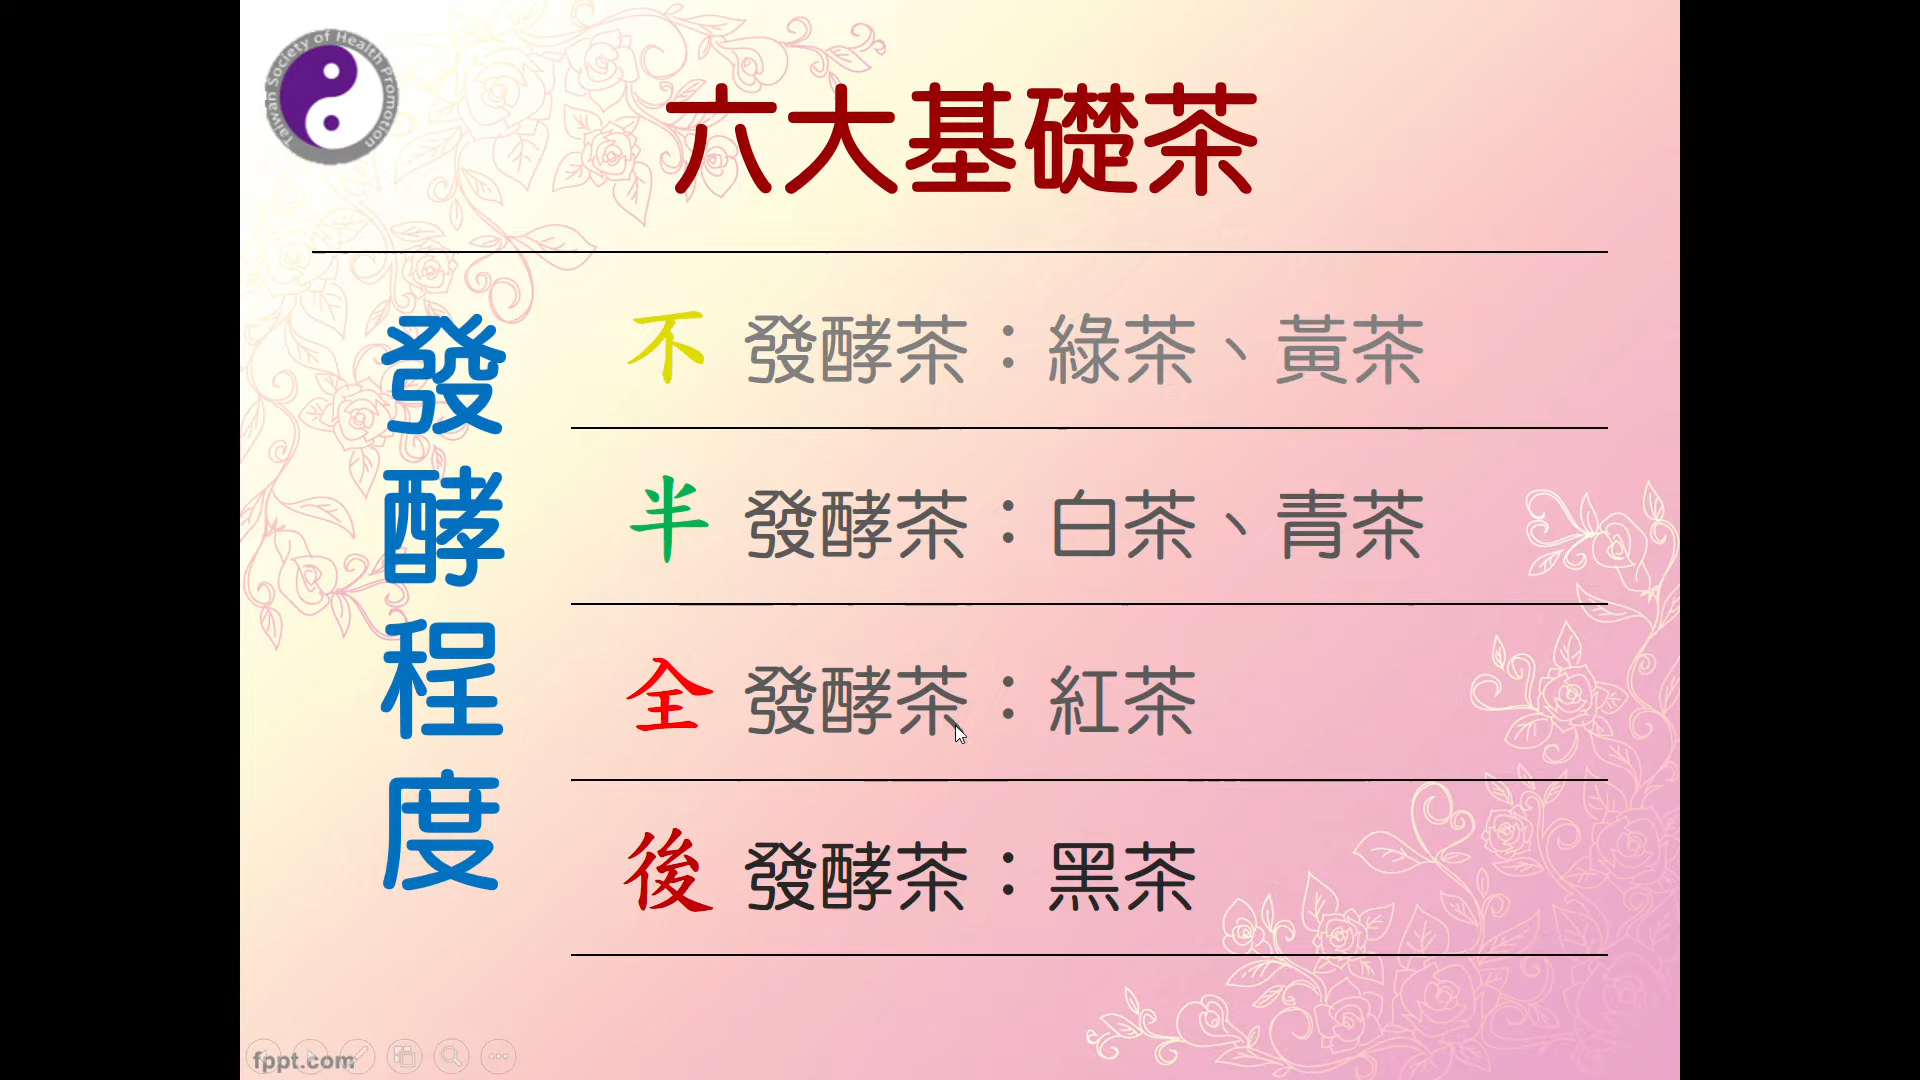 Taiwan Society of Health Promotion
六大基礎茶
發酵程度
不 發酵茶：綠茶、黃茶
半 發酵茶：白茶、青茶
全 發酵茶：紅茶
後 發酵茶：黑茶
fppt.com